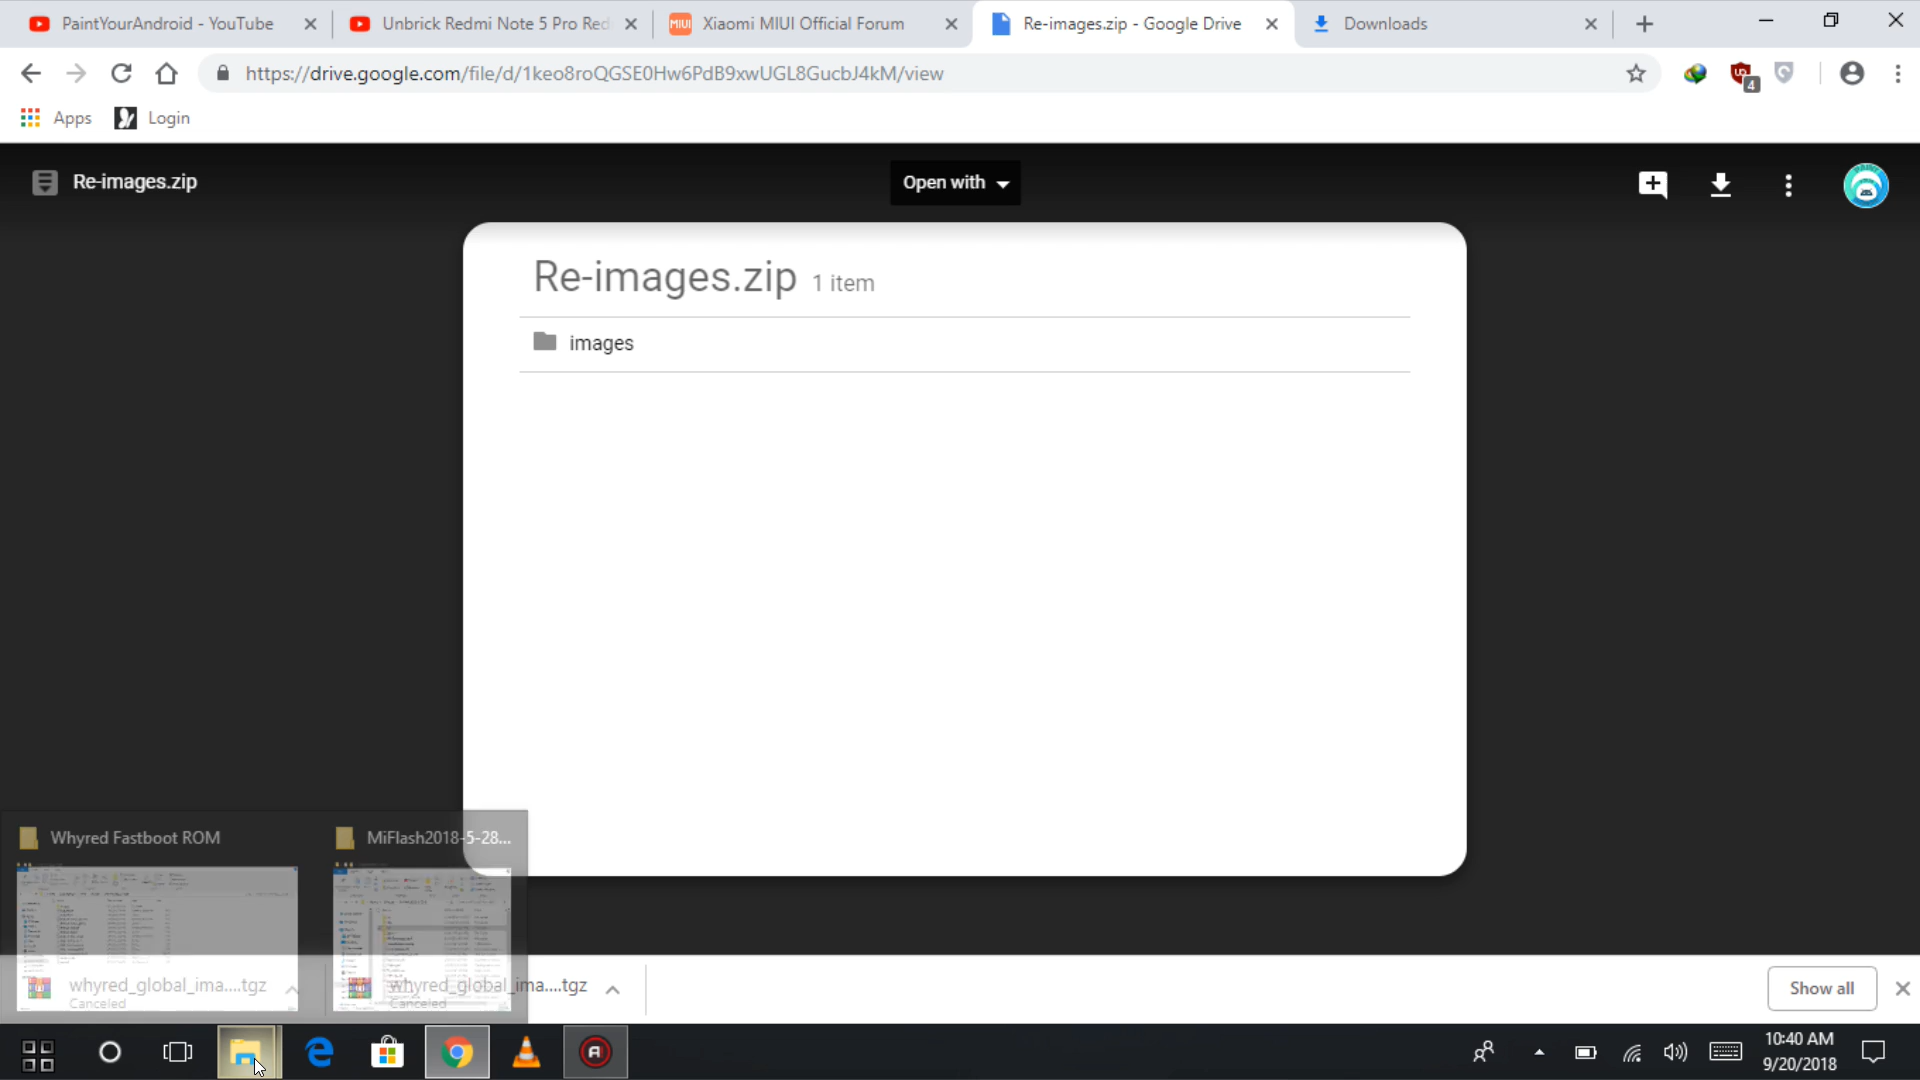 PaintYourAndroid - YouTube
Unbrick Redmi Note 5 Pro Red
Xiaomi MIUI Official Forum
Re-images.zip - Google Drive
Downloads
https://drive.google.com/file/d/1keo8roQGSE0Hw6PdB9xwUGL8GucbJ4kM/view
4
Apps
Login
Re-images.zip
Open with
Re-images.zip 1 item
images
Whyred Fastboot ROM
MiFlash2018-5-28...
whyred_global_ima....tgz
Canceled
whyred_global_ima....tgz
Canceled
Show all
10:40 AM
9/20/2018